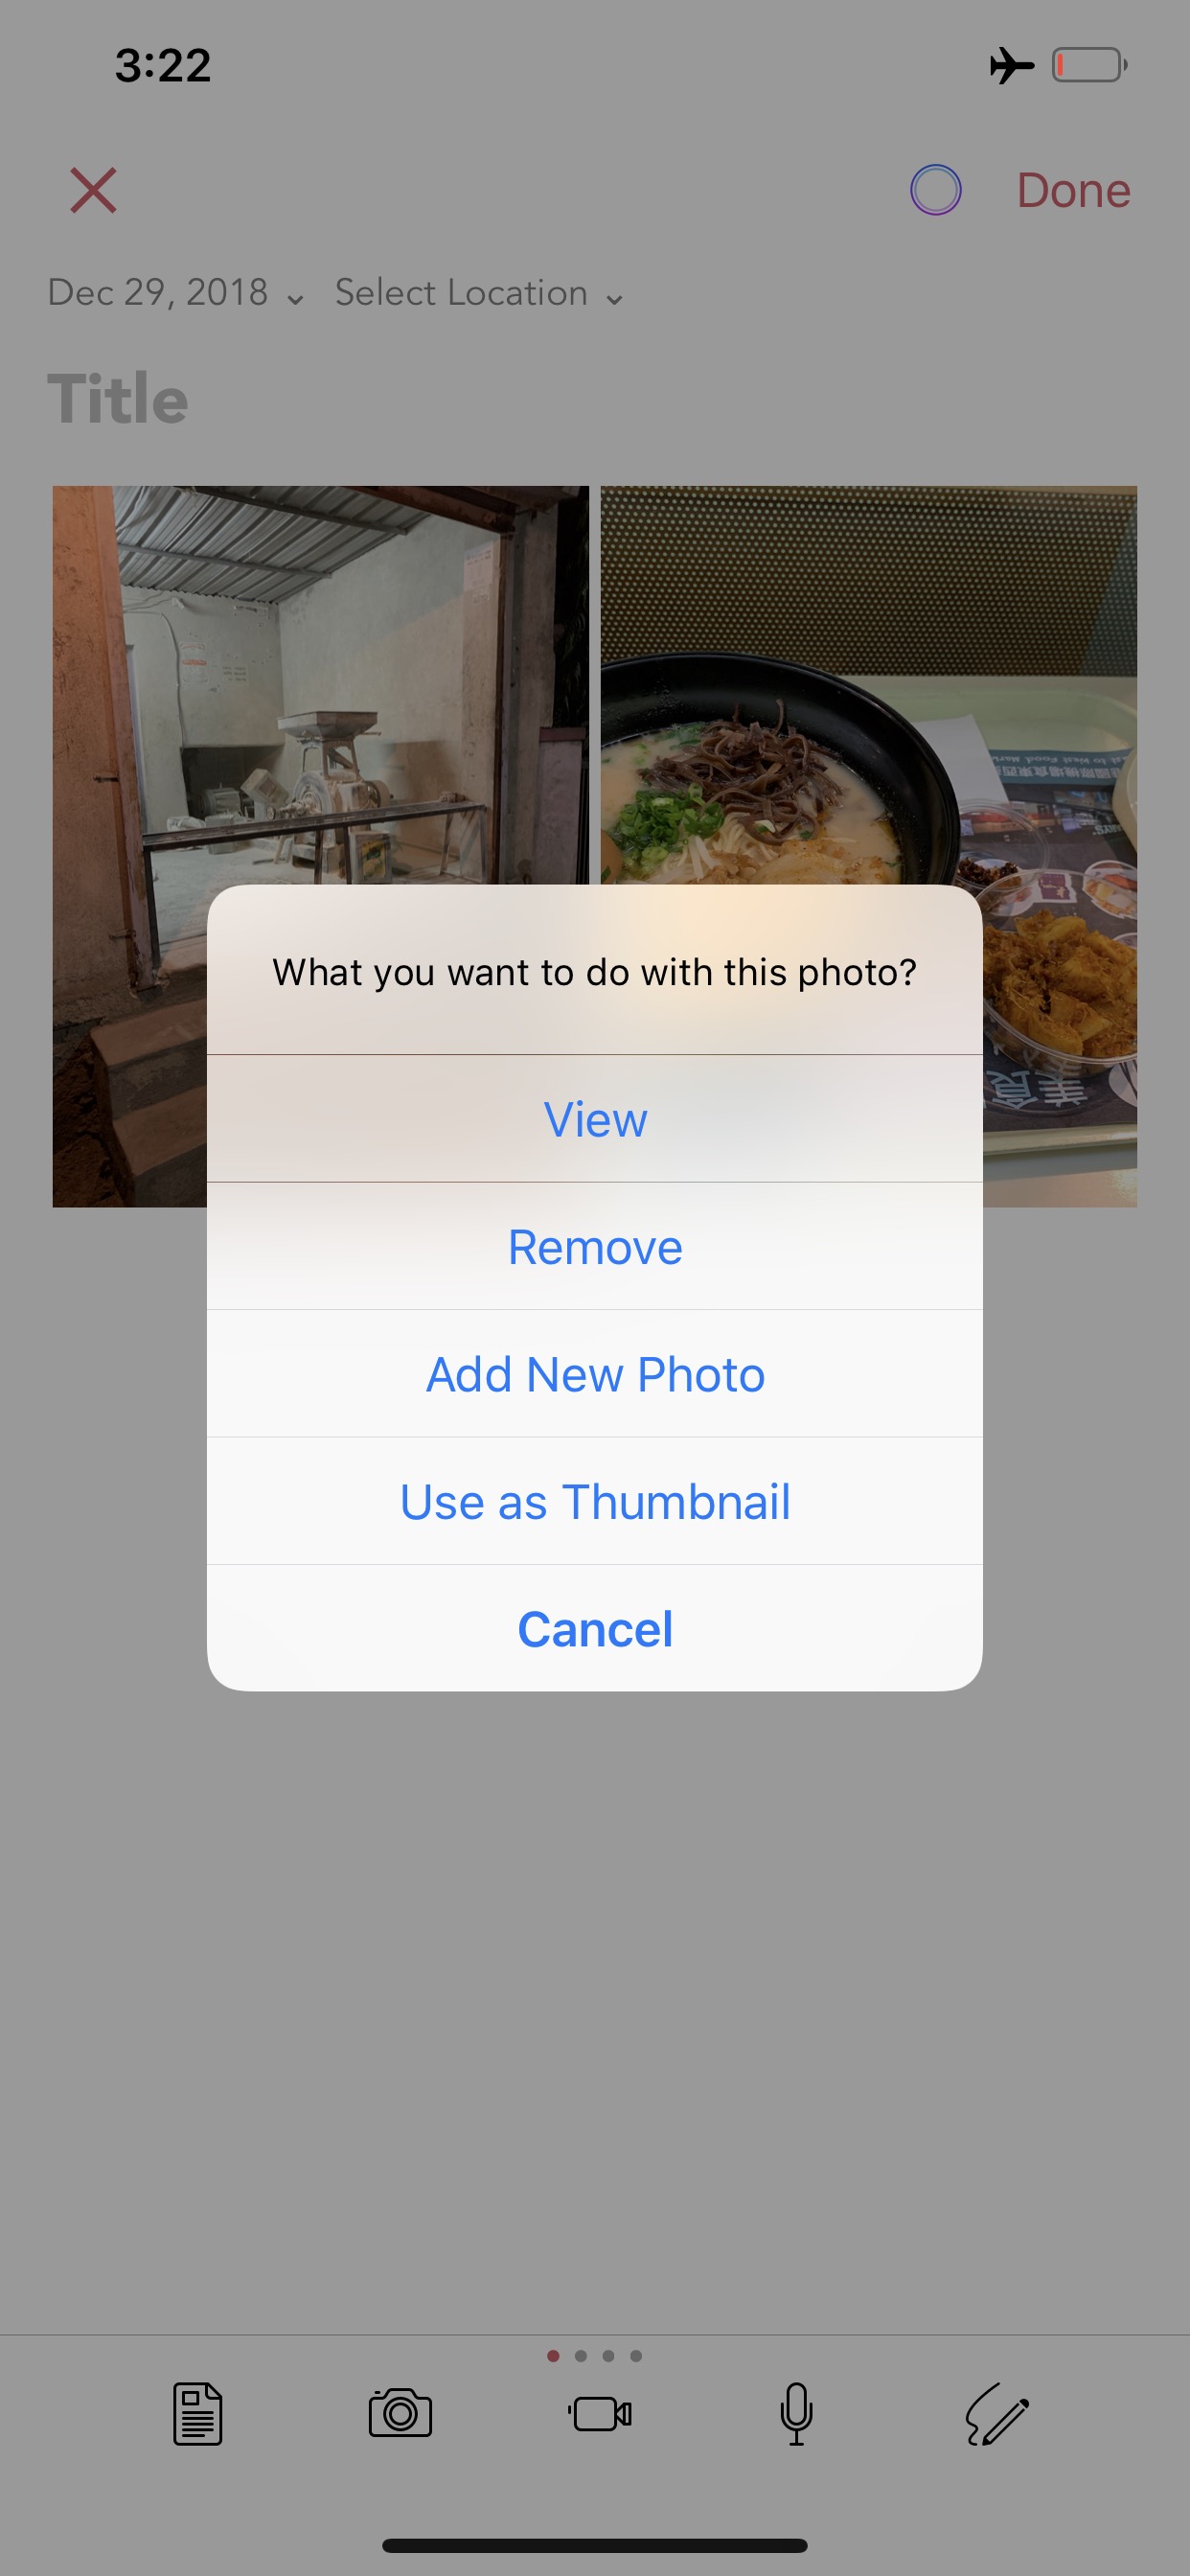 3:22
Done
Dec 29, 2018 Select Location
Title
What you want to do with this photo?
View
Remove
Add New Photo
Use as Thumbnail
Cancel